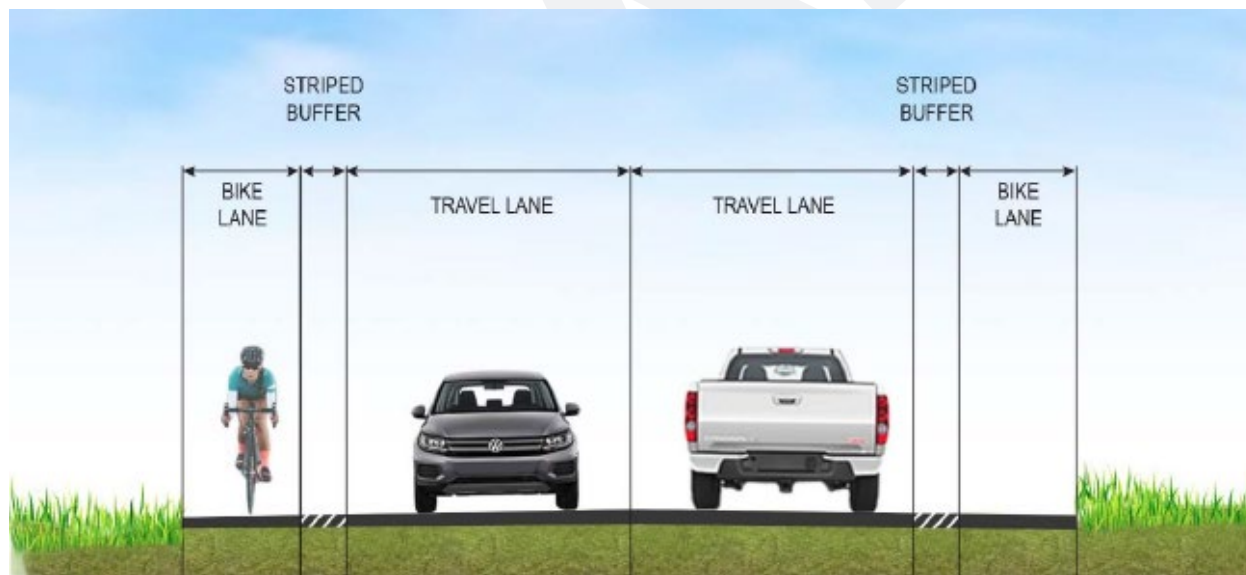 STRIPED
BUFFER
STRIPED
BUFFER
BIKE
LANE
TRAVEL LANE
TRAVEL LANE
BIKE
LANE